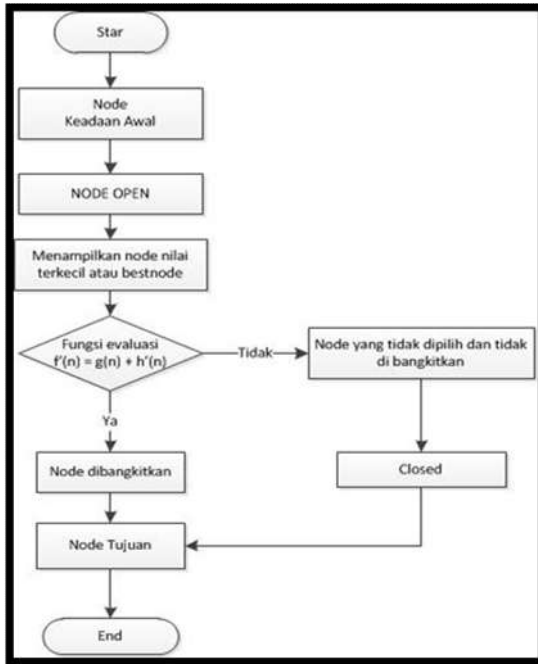 Star
Node
Keadaan Awal
NODE OPEN
Menampilkan node nilai
terkecil atau bestnode
Fungsi evaluasi
f'(n) = g(n) + h'(n)
Tidak
Node yang tidak dipilih dan tidak
di bangkitkan
Ya
Node dibangkitkan
Closed
Node Tujuan
End